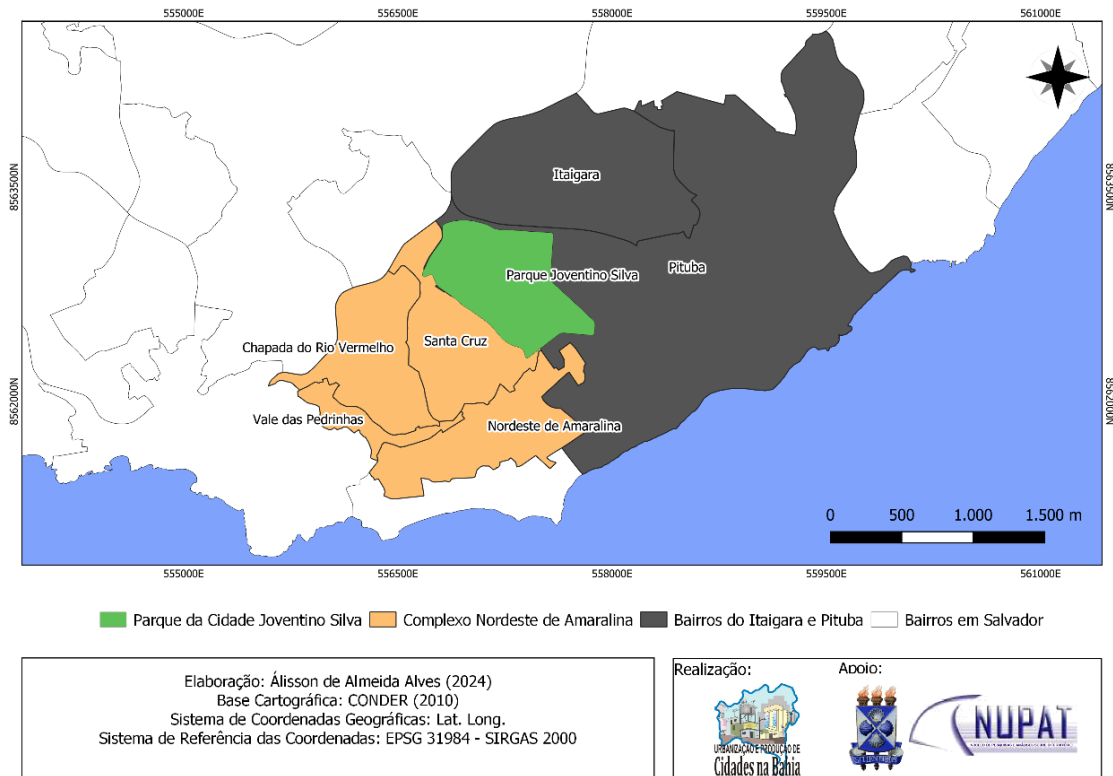 555000E 556500E 558000E 559500E 561000E
8563500N
8563500N
Itaigara
Pituba
Parque Joventino Silva
Santa Cruz
Chapada do Rio Vermelho
8562000N
8562000N
Vale das Pedrinhas
Nordeste de Amaralina
0 500 1.000 1.500 m
555000E 556500E 558000E 559500E 561000E
Parque da Cidade Joventino Silva Complexo Nordeste de Amaralina Bairros do Itaigara e Pituba Bairros em Salvador
Elaboração: Álisson de Almeida Alves (2024)
Base Cartográfica: CONDER (2010)
Sistema de Coordenadas Geográficas: Lat. Long.
Sistema de Referência das Coordenadas: EPSG 31984 - SIRGAS 2000
Realização:
URBANIZAÇÃO E PRODUÇÃO DE
Cidades na Bahia
Apoio:
NUPAT